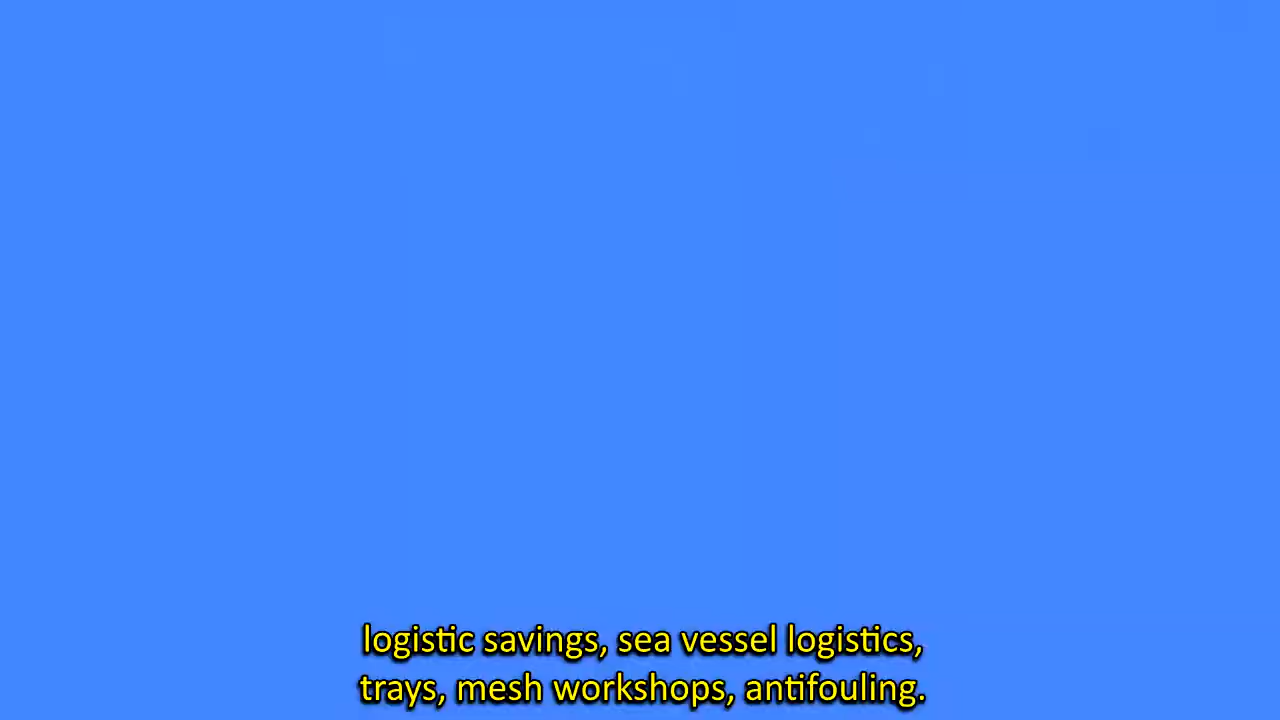 logistic savings, sea vessel logistics,
trays, mesh workshops, antifouling.